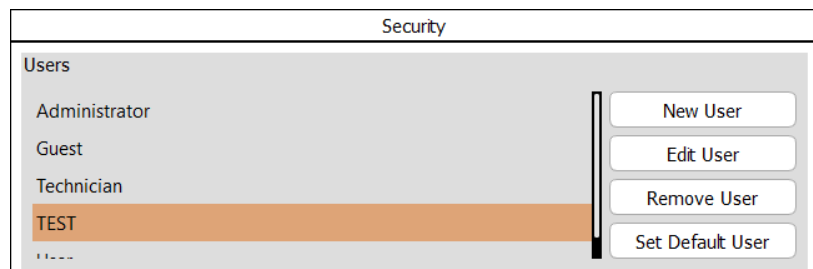 Security
Users
Administrator
New User
Guest
Edit User
Technician
Remove User
TEST
Set Default User